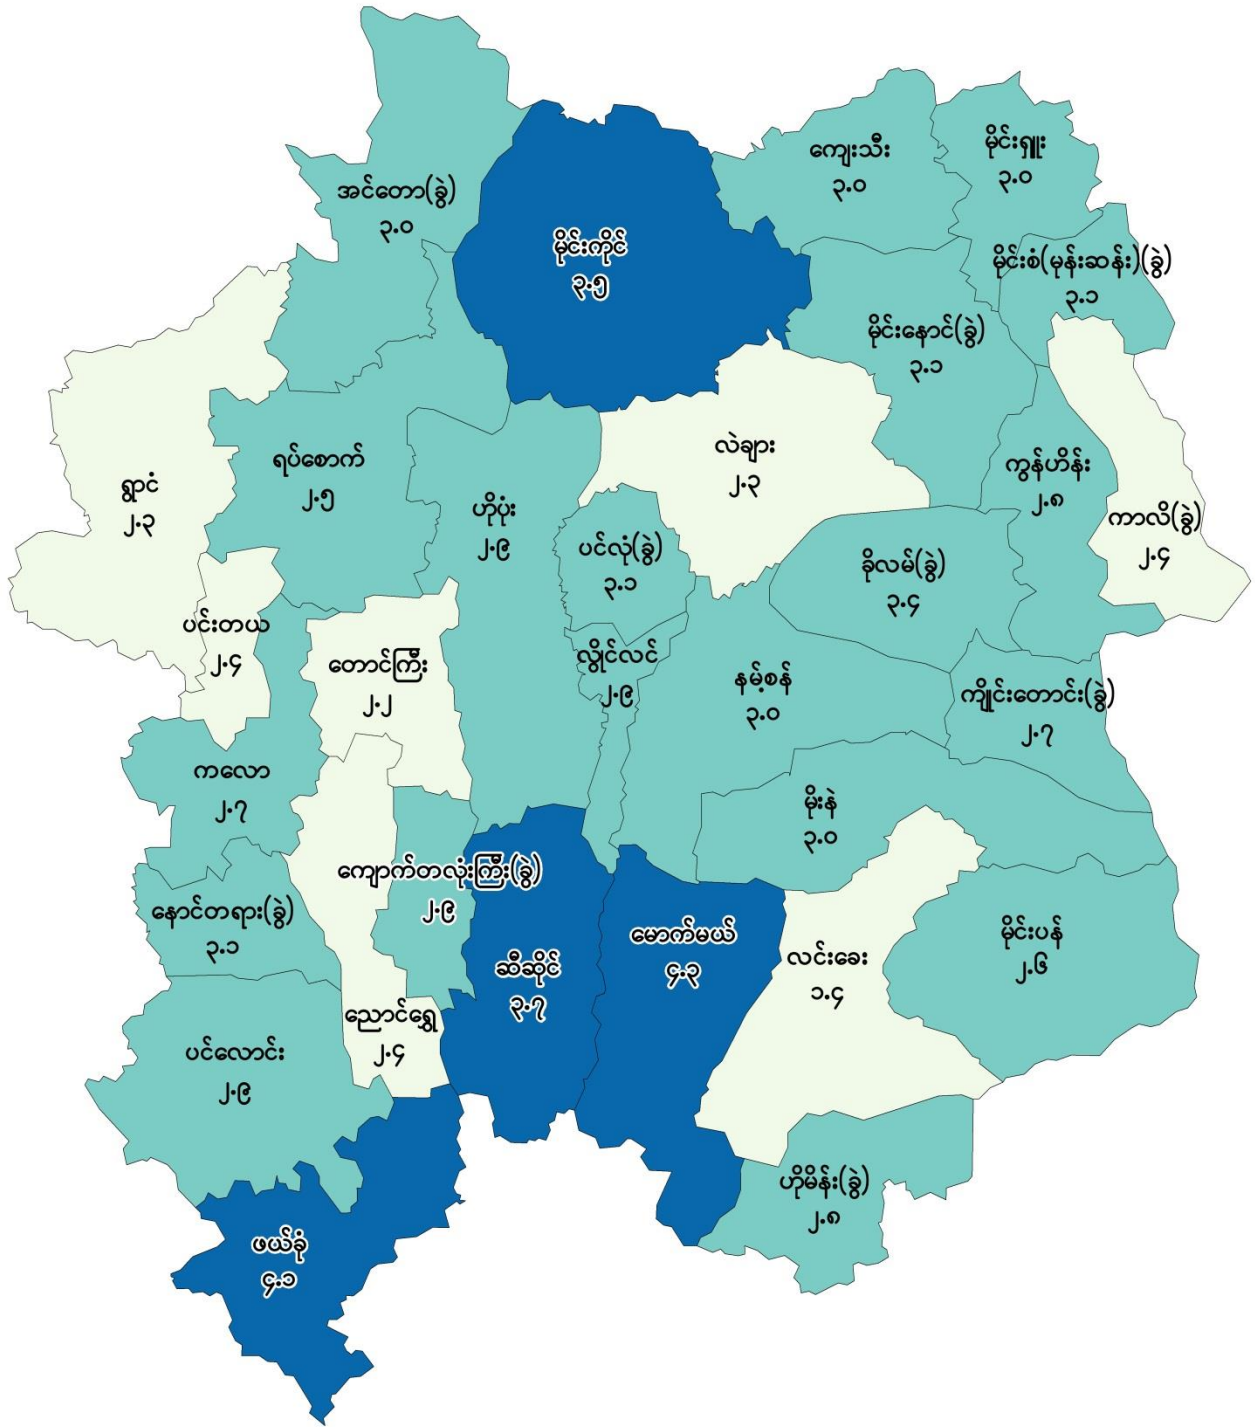 ကျေးသီး
၃.၀
မိုင်းရှူး
၃.၀
အင်တော(ခွဲ)
၃.၀
မိုင်းကိုင်
၃.၅
မိုင်းစံ(မုန်းဆန်း)(ခွဲ)
၃.၁
မိုင်းနောင်(ခွဲ)
၃.၁
လဲချား
၂.၃
ရပ်စောက်
၂.၅
ကွန်ဟိန်း
၂.၈
ရွာငံ
၂.၃
ဟိုပုံး
၂.၉
ကာလိ(ခွဲ)
၂.၄
ပင်လုံ(ခွဲ)
၃.၁
ခိုလမ်(ခွဲ)
၃.၄
ပင်းတယ
၂.၄
တောင်ကြီး
၂.၂
လွိုင်လင်
၂.၉
နမ့်စန်
၃.၀
ကျိုင်းတောင်း(ခွဲ)
၂.၇
ကလော
၂.၇
မိုးနဲ
၃.၀
ကျောက်တလုံးကြီး(ခွဲ)
၂.၉
နောင်တရား(ခွဲ)
၃.၁
မောက်မယ်
၄.၃
မိုင်းပန်
၂.၆
ဆီဆိုင်
၃.၇
လင်းခေး
၁.၄
ညောင်ရွှေ
၂.၄
ပင်လောင်း
၂.၉
ဟိုမိန်း(ခွဲ)
၂.၈
ဖယ်ခုံ
၄.၁